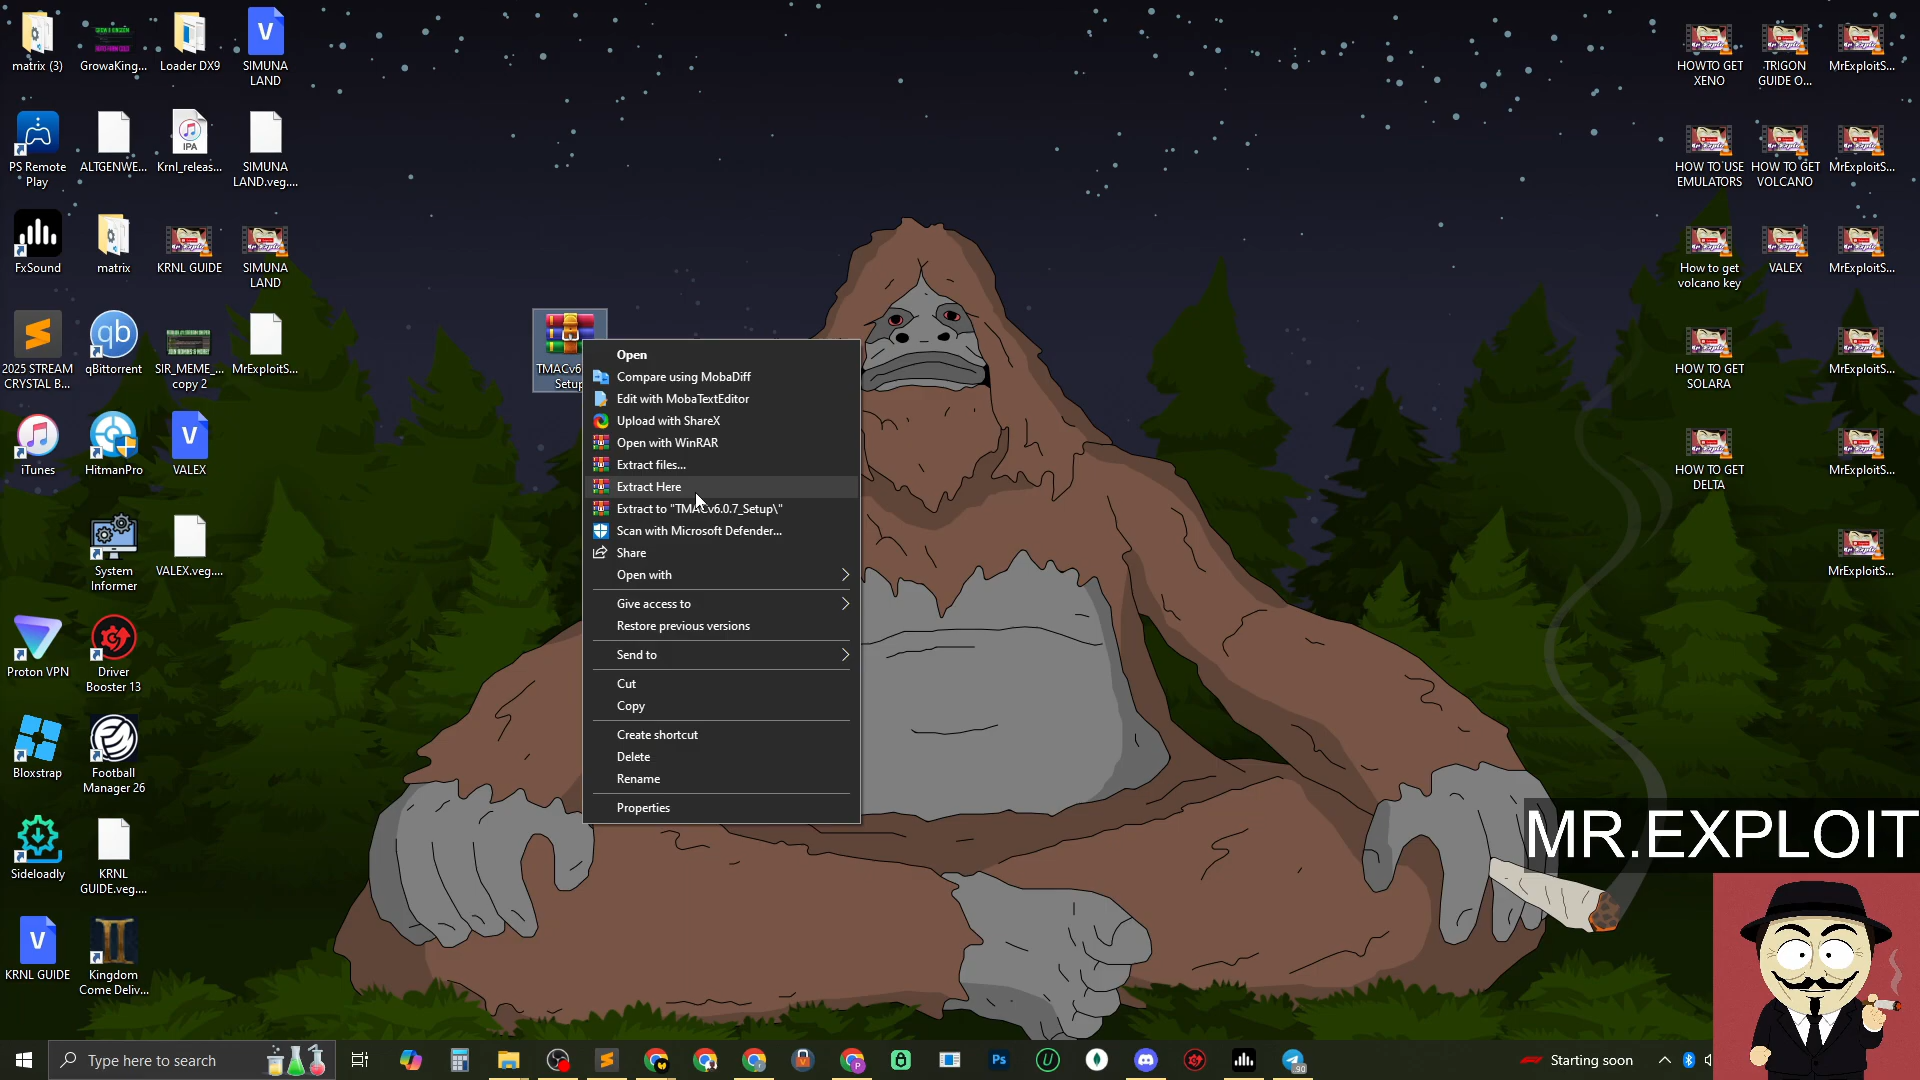 matrix (3)
GrowaKing...
Loader DX9
SIMUNA
LAND
PS Remote
Play
ALTGENWE...
IPA
Krnl_releas...
SIMUNA
LAND.veg....
FxSound
matrix
KRNL GUIDE
SIMUNA
LAND
2025 STREAM
CRYSTAL B...
qb
qBittorrent
SIR_MEME_...
copy 2
MrExploitS...
iTunes
HitmanPro
VALEX
System
Informer
VALEX.veg....
Proton VPN
Driver
Booster 13
Bloxstrap
Football
Manager 26
Sideloadly
KRNL
GUIDE.veg....
KRNL GUIDE
Kingdom
Come Deliv...
TMACv6
Setup
Open
Compare using MobaDiff
Edit with MobaTextEditor
Upload with ShareX
Open with WinRAR
Extract files...
Extract Here
Extract to "TMACv6.0.7_Setup\"
Scan with Microsoft Defender...
Share
Open with
Give access to
Restore previous versions
Send to
Cut
Copy
Create shortcut
Delete
Rename
Properties
HOWTO GET
XENO
TRIGON
GUIDE O...
MrExploitS...
HOW TO USE
EMULATORS
HOW TO GET
VOLCANO
MrExploitS...
How to get
volcano key
VALEX
MrExploitS...
HOW TO GET
SOLARA
MrExploitS...
HOW TO GET
DELTA
MrExploitS...
MrExploitS...
MR.EXPLOIT
Type here to search
Ps
90
Starting soon